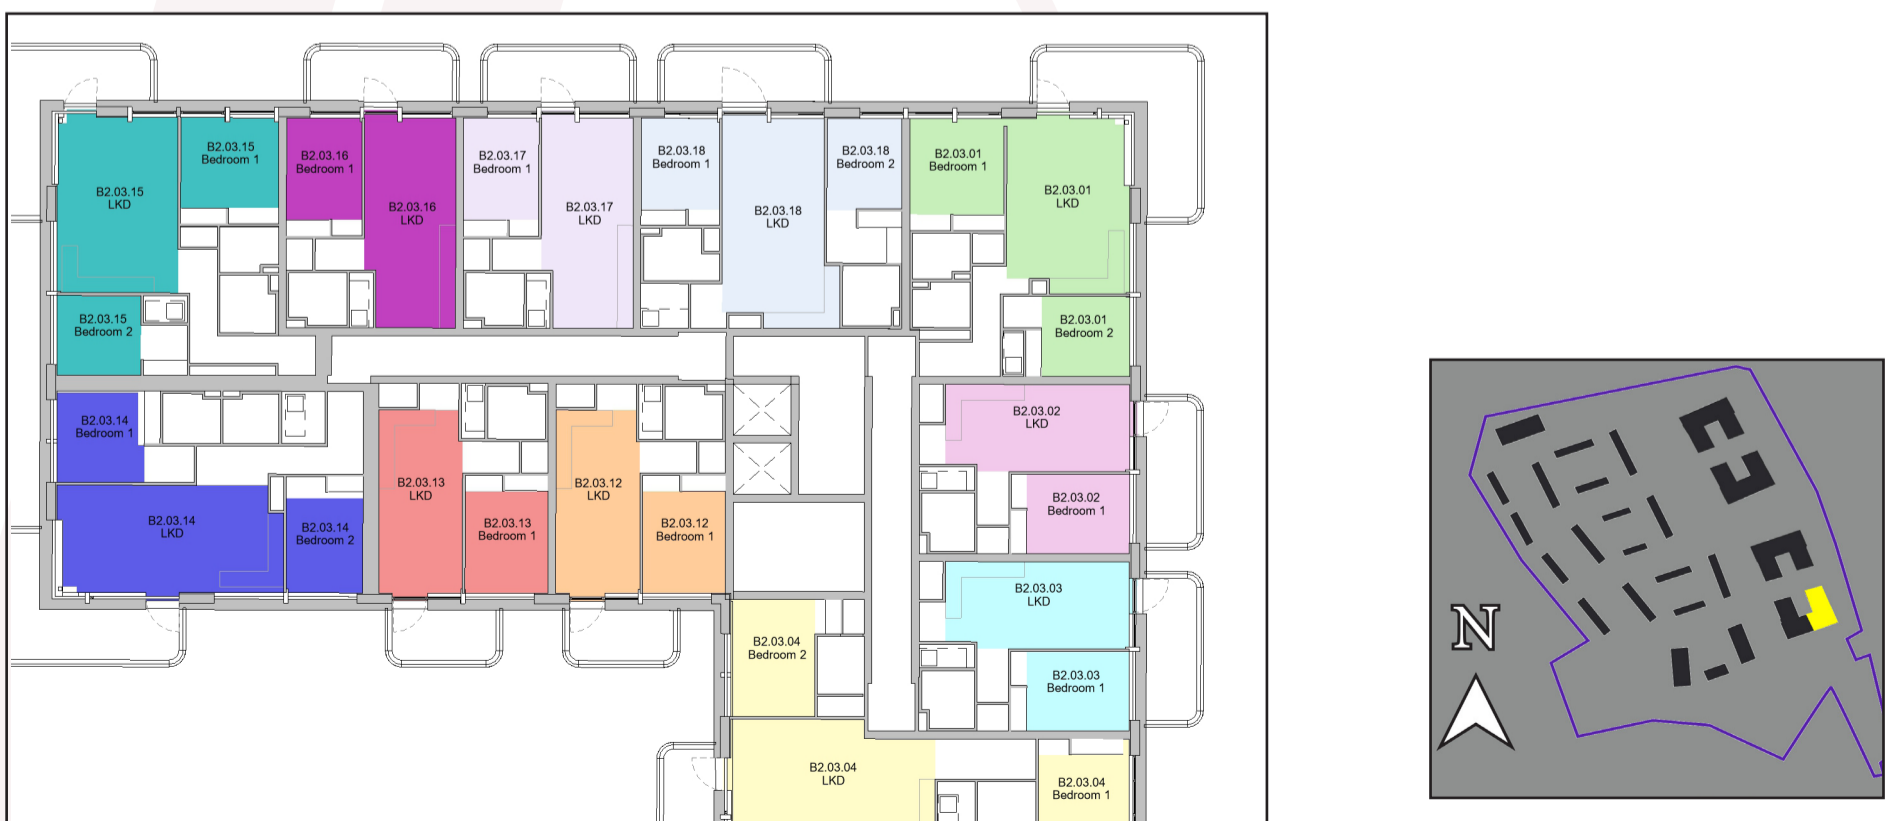 B2.03.15
LKD
B2.03.15
Bedroom 1
B2.03.16
Bedroom 1
B2.03.16
LKD
B2.03.17
Bedroom 1
B2.03.17
LKD
B2.03.18
Bedroom 1
B2.03.18
LKD
B2.03.18
Bedroom 2
B2.03.01
Bedroom 1
B2.03.01
LKD
B2.03.15
Bedroom 2
B2.03.01
Bedroom 2
B2.03.14
Bedroom 1
B2.03.02
LKD
B2.03.13
LKD
B2.03.12
LKD
B2.03.02
Bedroom 1
B2.03.14
LKD
B2.03.14
Bedroom 2
B2.03.13
Bedroom 1
B2.03.12
Bedroom 1
B2.03.03
LKD
B2.03.04
Bedroom 2
B2.03.03
Bedroom 1
B2.03.04
LKD
B2.03.04
Bedroom 1
N